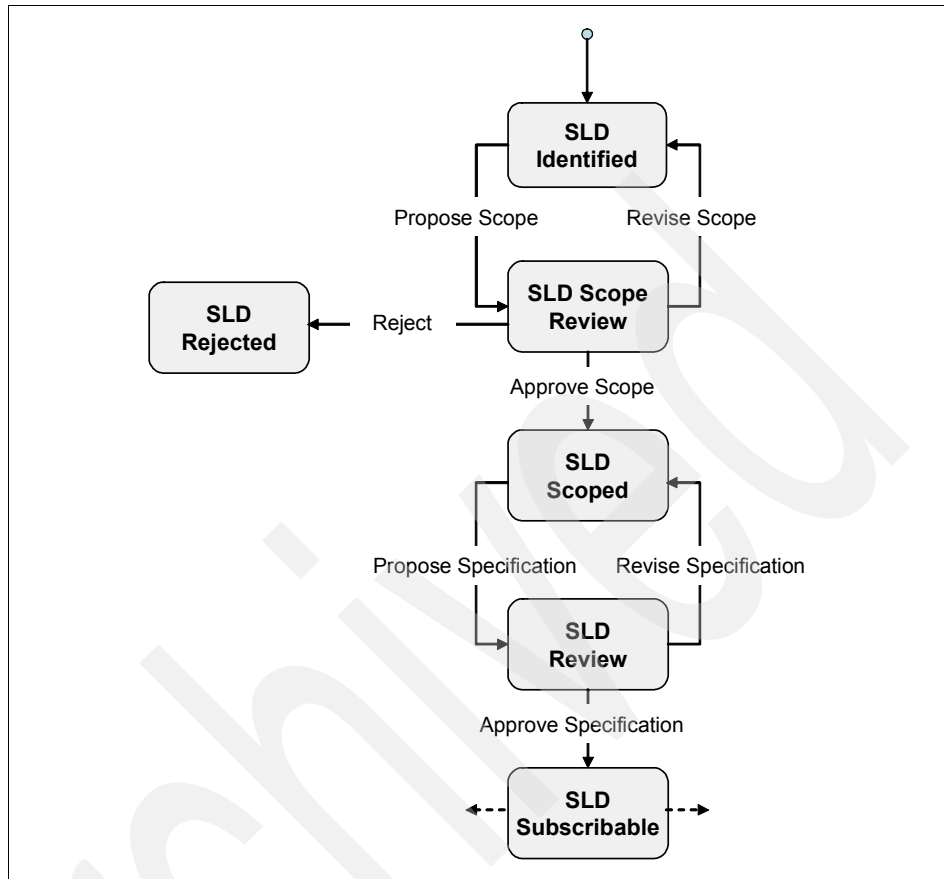 SLD
Identified
Propose Scope
Revise Scope
SLD Scope
Review
SLD
Rejected
Reject
Approve Scope
SLD
Scoped
Propose Specification
Revise Specification
SLD
Review
Approve Specification
SLD
Subscribable
rchived